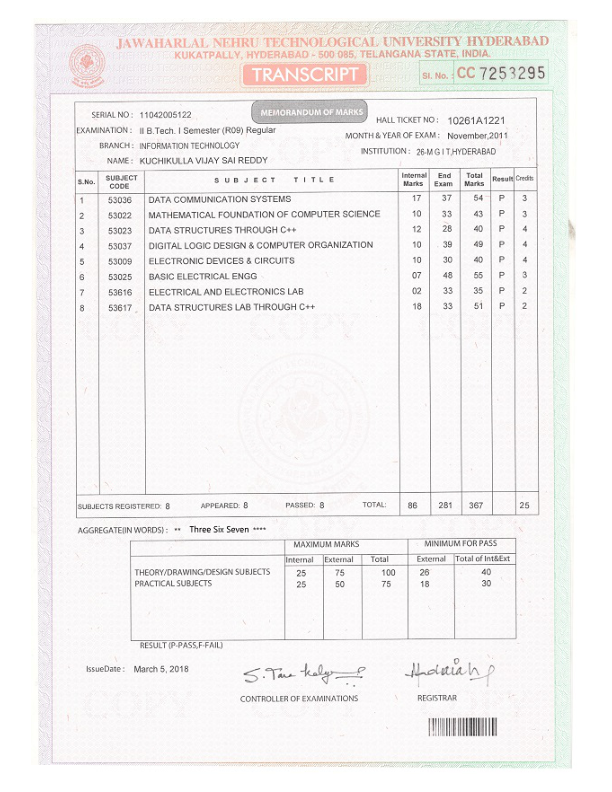 JAWAHARLAL NEHRU TECHNOLOGICAL UNIVERSITY HYDERABAD
KUKATPALLY, HYDERABAD - 500 085, TELANGANA STATE, INDIA.
TRANSCRIPT
Sl. No. : CC 7253295
MEMORANDUM OF MARKS
SERIAL NO : 11042005122
HALL TICKET NO : 10261A1221
EXAMINATION : II B.Tech. I Semester (R09) Regular
MONTH & YEAR OF EXAM : November,2011
BRANCH : INFORMATION TECHNOLOGY
INSTITUTION : 26-M G I T,HYDERABAD
NAME : KUCHIKULLA VIJAY SAI REDDY
S.No. SUBJECT CODE SUBJECT TITLE Internal Marks End Exam Total Marks Result Credits
1 53036 DATA COMMUNICATION SYSTEMS 17 37 54 P 3
2 53022 MATHEMATICAL FOUNDATION OF COMPUTER SCIENCE 10 33 43 P 3
3 53023 DATA STRUCTURES THROUGH C++ 12 28 40 P 4
4 53037 DIGITAL LOGIC DESIGN & COMPUTER ORGANIZATION 10 39 49 P 4
5 53009 ELECTRONIC DEVICES & CIRCUITS 10 30 40 P 4
6 53025 BASIC ELECTRICAL ENGG 07 48 55 P 3
7 53616 ELECTRICAL AND ELECTRONICS LAB 02 33 35 P 2
8 53617 DATA STRUCTURES LAB THROUGH C++ 18 33 51 P 2
SUBJECTS REGISTERED: 8 APPEARED: 8 PASSED: 8 TOTAL: 86 281 367 25
AGGREGATE(IN WORDS) : ** Three Six Seven ****
MAXIMUM MARKS MINIMUM FOR PASS
Internal External Total External Total of Int&Ext
THEORY/DRAWING/DESIGN SUBJECTS 25 75 100 26 40
PRACTICAL SUBJECTS 25 50 75 18 30
RESULT (P-PASS,F-FAIL)
IssueDate : March 5, 2018
CONTROLLER OF EXAMINATIONS
REGISTRAR